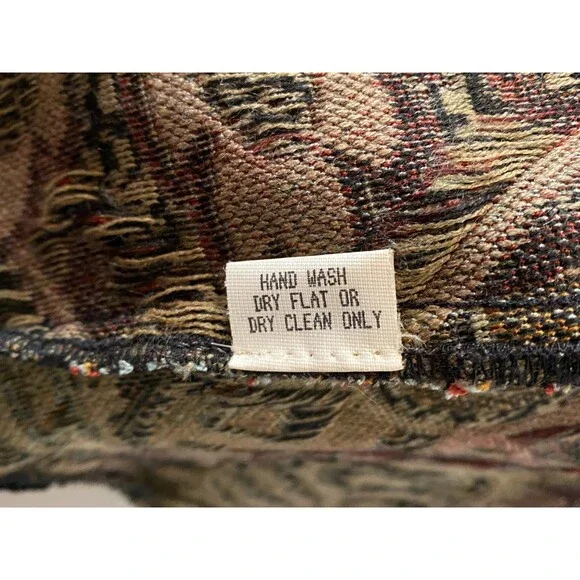 HAND WASH
DRY FLAT OR
DRY CLEAN ONLY